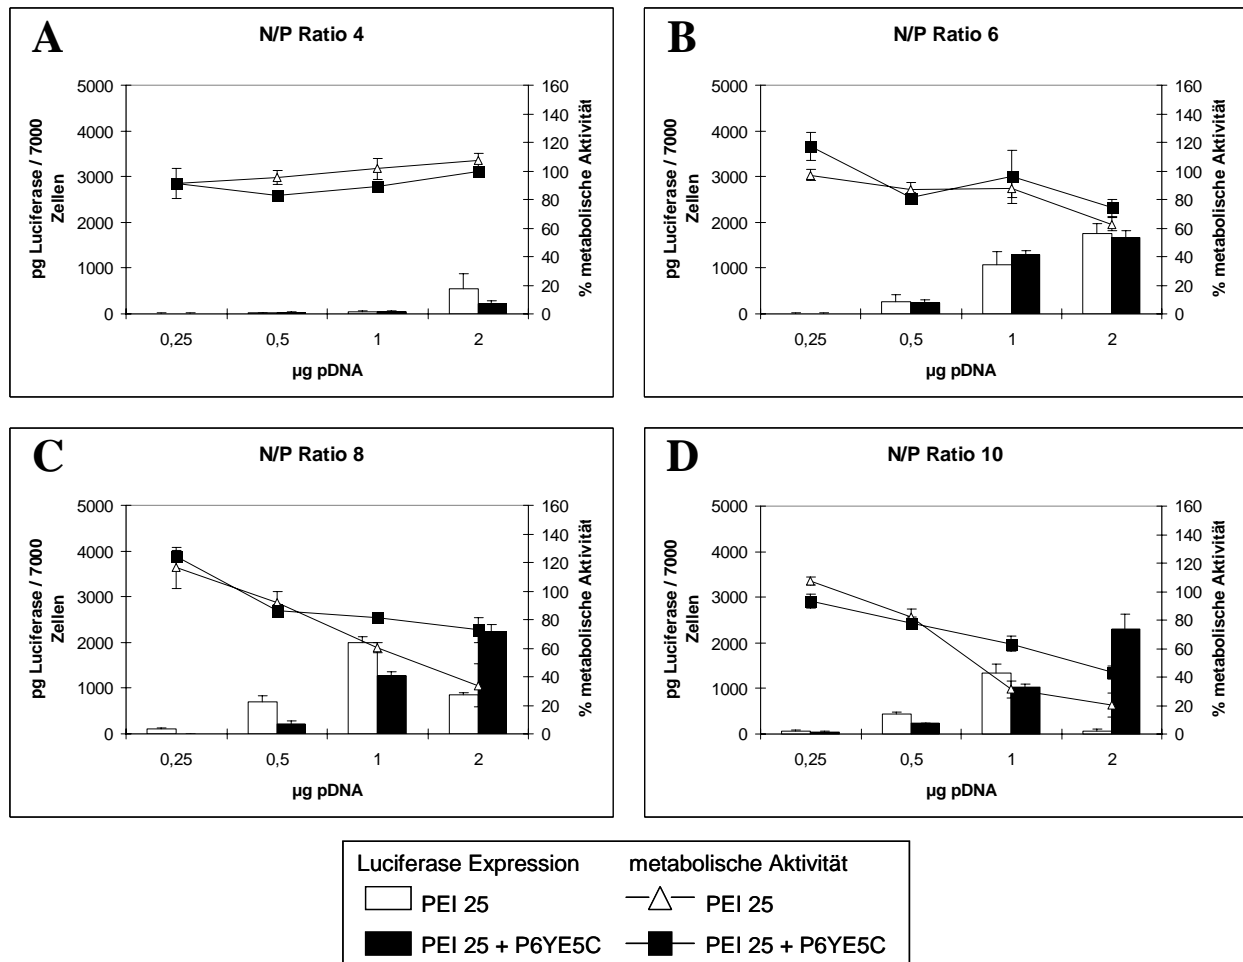 A
N/P Ratio 4
pg Luciferase / 7000
Zellen
5000
4000
3000
2000
1000
0
160
140
120
100
80
60
40
20
0
% metabolische Aktivität
0,25 0,5 1 2
µg pDNA
B
N/P Ratio 6
pg Luciferase / 7000
Zellen
5000
4000
3000
2000
1000
0
160
140
120
100
80
60
40
20
0
% metabolische Aktivität
0,25 0,5 1 2
µg pDNA
C
N/P Ratio 8
pg Luciferase / 7000
Zellen
5000
4000
3000
2000
1000
0
160
140
120
100
80
60
40
20
0
% metabolische Aktivität
0,25 0,5 1 2
µg pDNA
D
N/P Ratio 10
pg Luciferase / 7000
Zellen
5000
4000
3000
2000
1000
0
160
140
120
100
80
60
40
20
0
% metabolische Aktivität
0,25 0,5 1 2
µg pDNA
Luciferase Expression metabolische Aktivität
PEI 25 PEI 25
PEI 25 + P6YE5C PEI 25 + P6YE5C